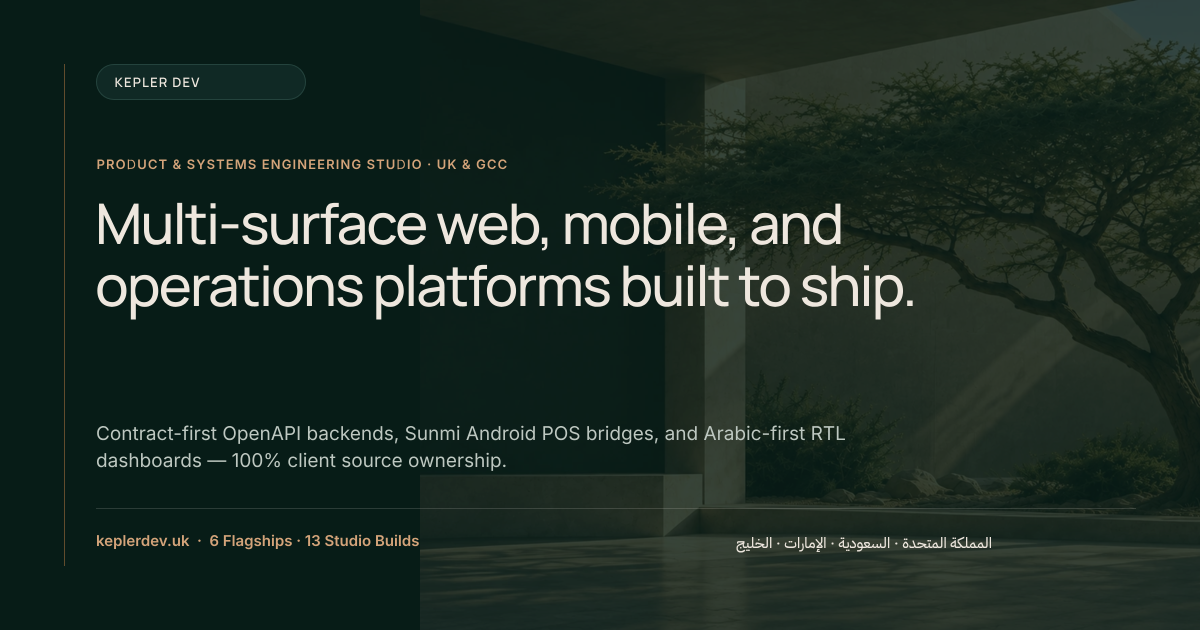 KEPLER DEV
PRODUCT & SYSTEMS ENGINEERING STUDIO · UK & GCC
Multi-surface web, mobile, and
operations platforms built to ship.
Contract-first OpenAPI backends, Sunmi Android POS bridges, and Arabic-first RTL
dashboards — 100% client source ownership.
keplerdev.uk · 6 Flagships · 13 Studio Builds
المملكة المتحدة · السعودية · الإمارات · الخليج